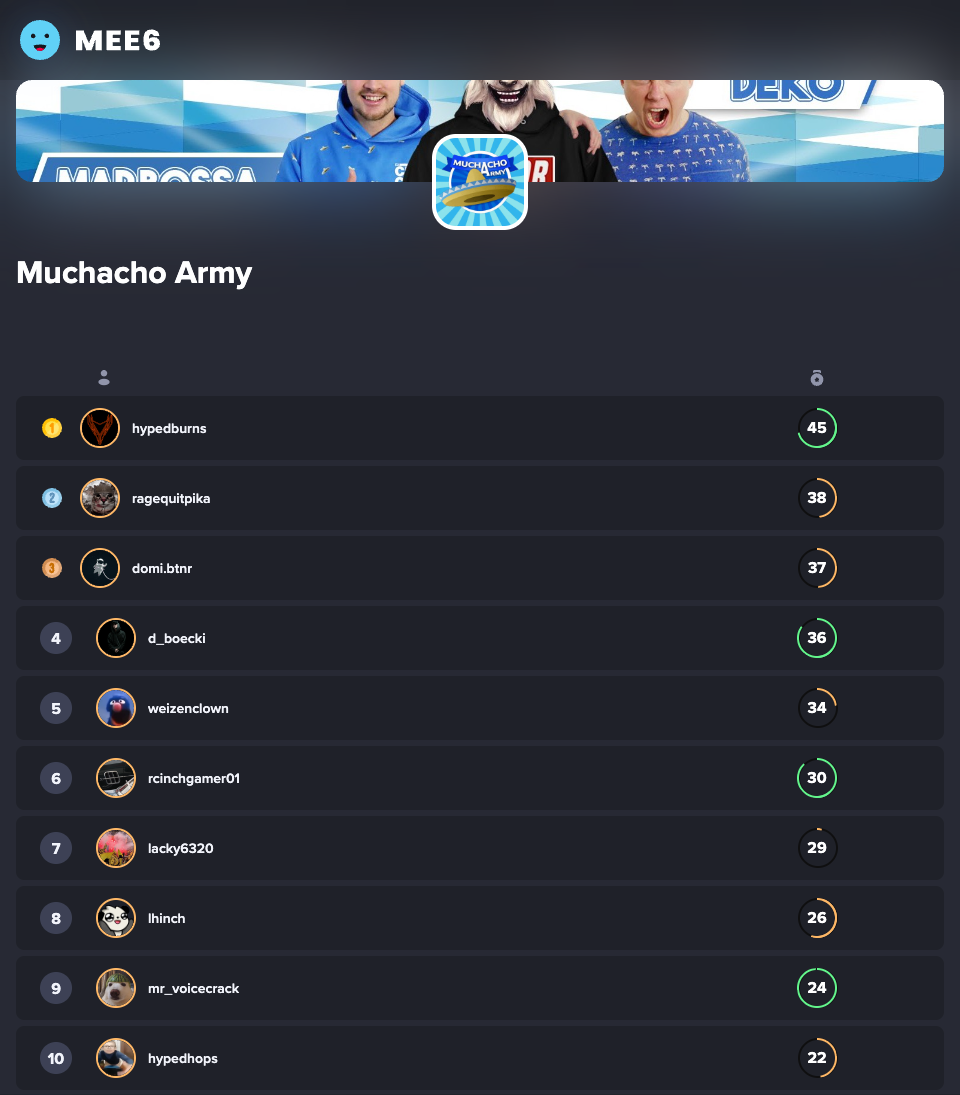 MEE6
DEKO
MADBOSSA
MUCHACHO
ARMY
Muchacho Army
1 hypedburns 45
2 ragequitpika 38
3 domi.btnr 37
4 d_boecki 36
5 weizenclown 34
6 rcinchgamer01 30
7 lacky6320 29
8 lhinch 26
9 mr_voicecrack 24
10 hypedhops 22